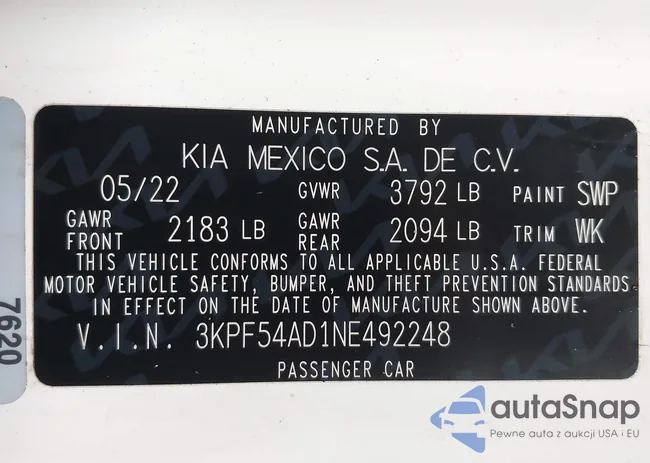 MANUFACTURED BY
KIA MEXICO S.A. DE C.V.
05/22 GVWR 3792 LB PAINT SWP
GAWR FRONT 2183 LB GAWR REAR 2094 LB TRIM WK
THIS VEHICLE CONFORMS TO ALL APPLICABLE U.S.A. FEDERAL
MOTOR VEHICLE SAFETY, BUMPER, AND THEFT PREVENTION STANDARDS
IN EFFECT ON THE DATE OF MANUFACTURE SHOWN ABOVE.
V.I.N. 3KPF54AD1NE492248
PASSENGER CAR
7620
autaSnap
Pewne auta z aukcji USA i EU